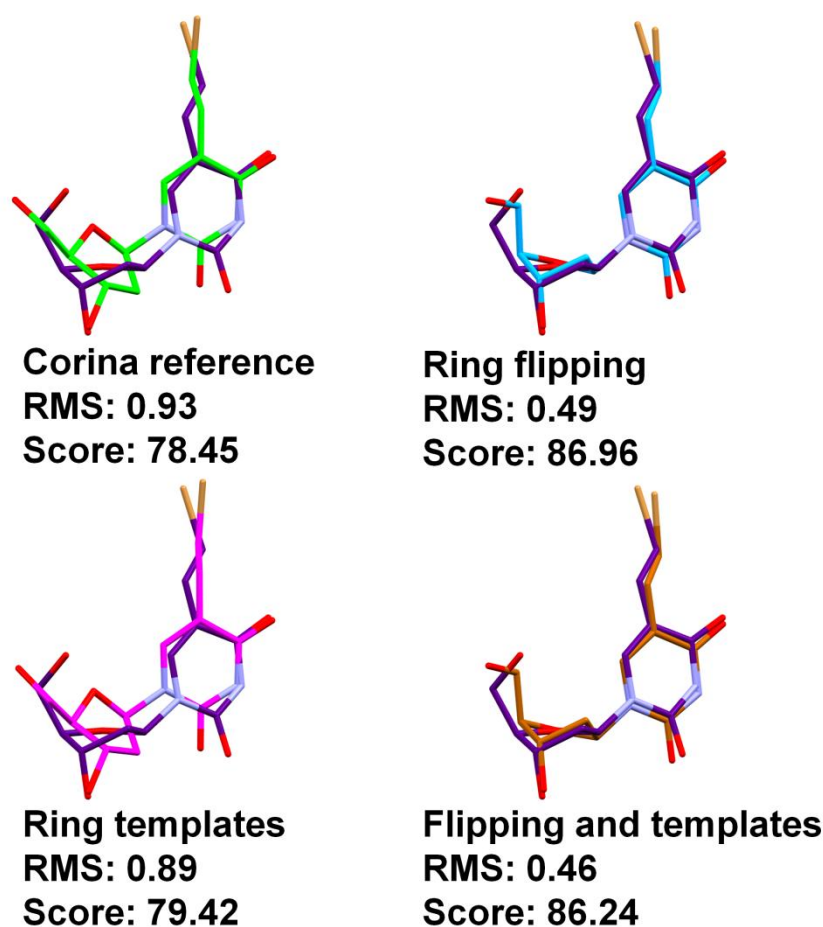 Corina reference
RMS: 0.93
Score: 78.45
Ring flipping
RMS: 0.49
Score: 86.96
Ring templates
RMS: 0.89
Score: 79.42
Flipping and templates
RMS: 0.46
Score: 86.24